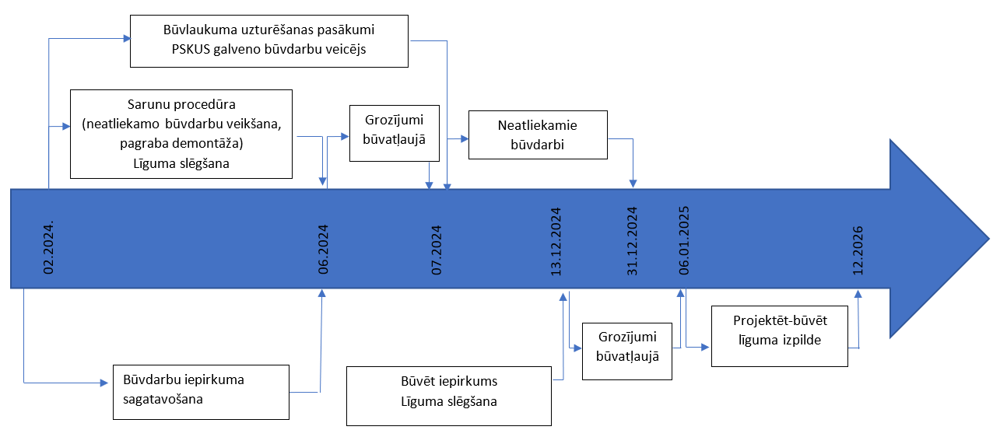 Būvlaukuma uzturēšanas pasākumi
PSKUS galveno būvdarbu veicējs
Sarunu procedūra
(neatliekamo būvdarbu veikšana,
pagraba demontāža)
Līguma slēgšana
Grozījumi
būvatļaujā
Neatliekamie
būvdarbi
02.2024.
06.2024
07.2024
13.12.2024
31.12.2024
06.01.2025
12.2026
Būvdarbu iepirkuma
sagatavošana
Būvēt iepirkums
Līguma slēgšana
Grozījumi
būvatļaujā
Projektēt-būvēt
līguma izpilde